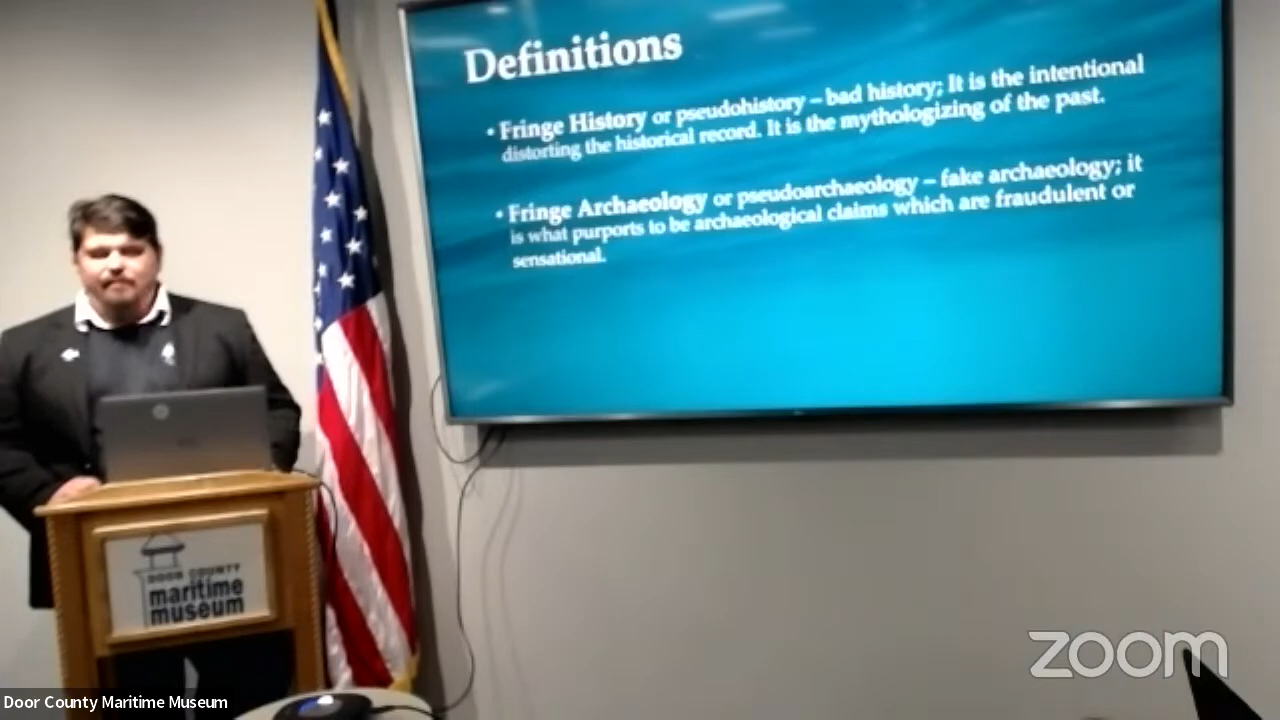 Definitions
• Fringe History or pseudohistory – bad history; It is the intentional
distorting the historical record. It is the mythologizing of the past.
• Fringe Archaeology or pseudoarchaeology – fake archaeology; it
is what purports to be archaeological claims which are fraudulent or
sensational.
DOOR COUNTY
maritime
museum
zoom
Door County Maritime Museum